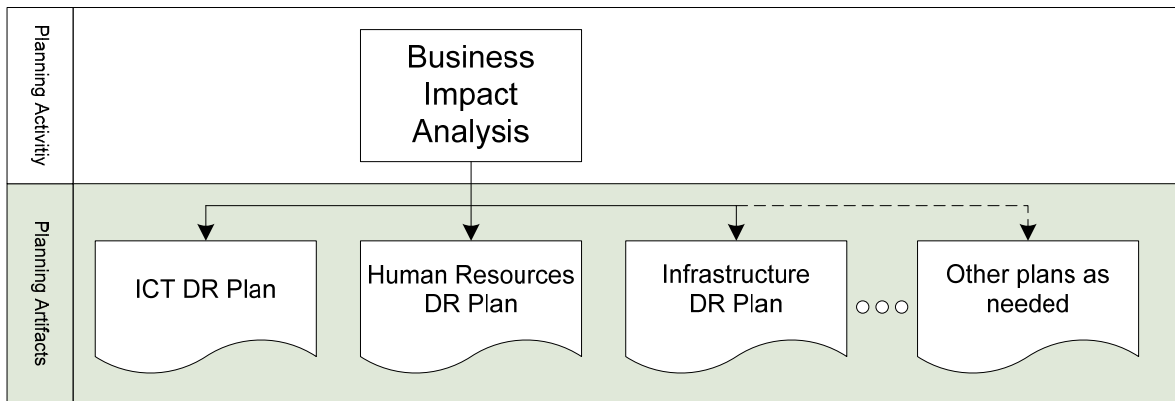 Planning Activitiy
Business
Impact
Analysis
Planning Artifacts
ICT DR Plan
Human Resources
DR Plan
Infrastructure
DR Plan
Other plans as
needed